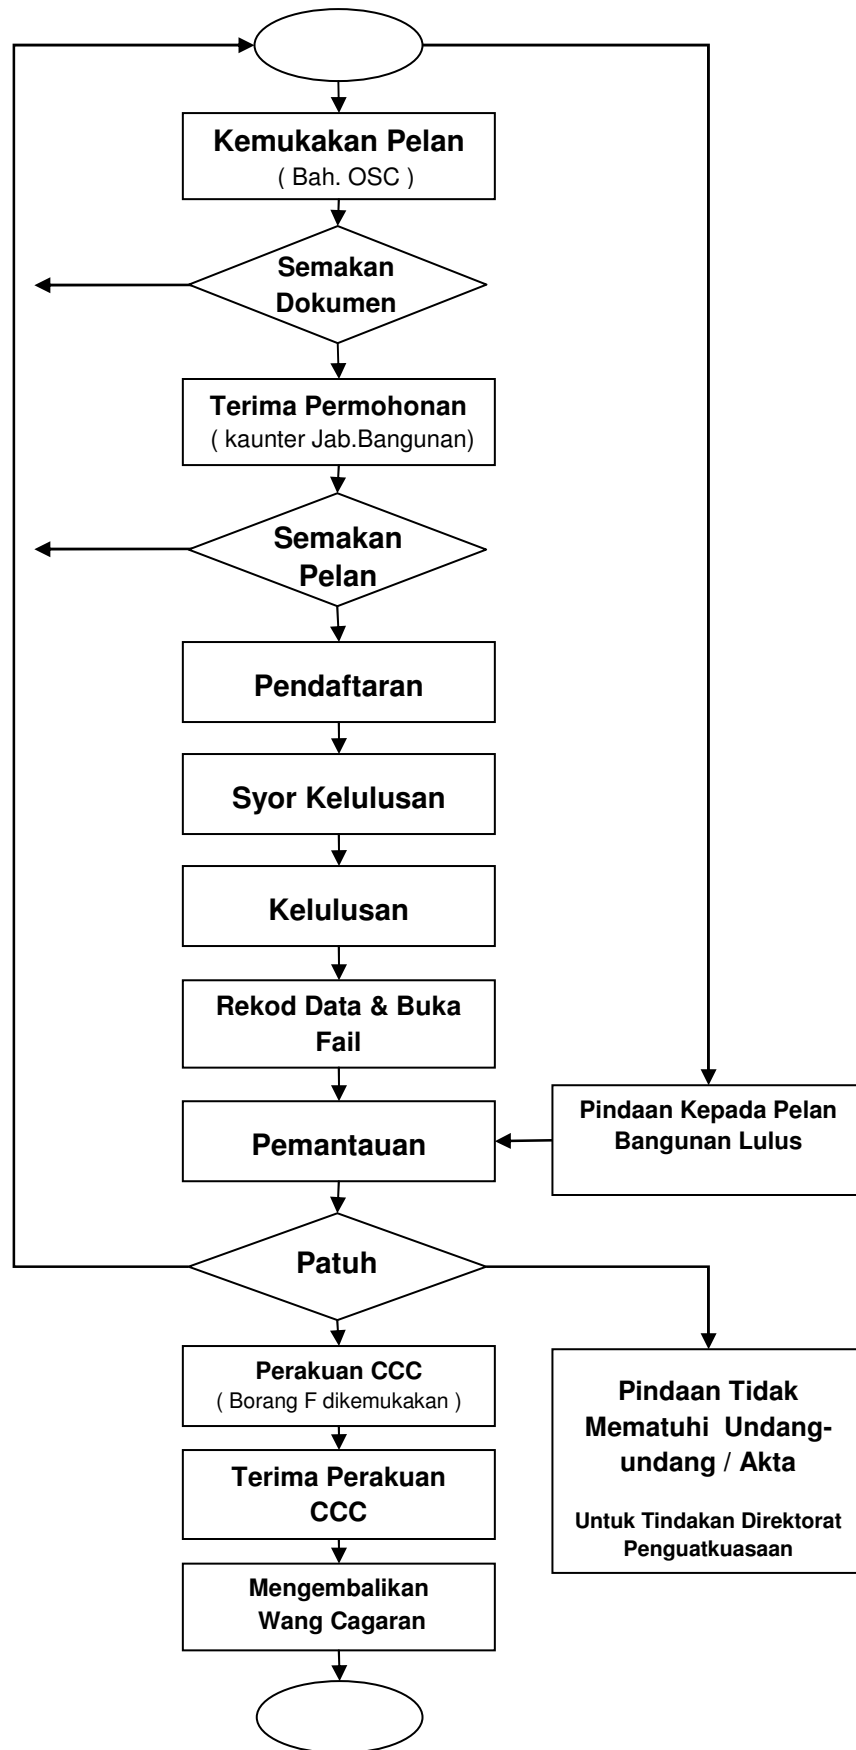 Kemukakan Pelan
( Bah. OSC )
Semakan
Dokumen
Terima Permohonan
( kaunter Jab.Bangunan)
Semakan
Pelan
Pendaftaran
Syor Kelulusan
Kelulusan
Rekod Data & Buka
Fail
Pindaan Kepada Pelan
Bangunan Lulus
Pemantauan
Patuh
Perakuan CCC
( Borang F dikemukakan )
Pindaan Tidak
Mematuhi Undang-
undang / Akta
Untuk Tindakan Direktorat
Penguatkuasaan
Terima Perakuan
CCC
Mengembalikan
Wang Cagaran